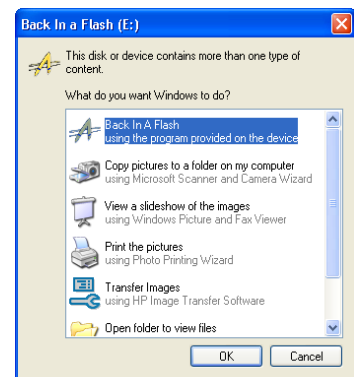 Back In a Flash (E:)
This disk or device contains more than one type of
content.
What do you want Windows to do?
Back In A Flash
using the program provided on the device
Copy pictures to a folder on my computer
using Microsoft Scanner and Camera Wizard
View a slideshow of the images
using Windows Picture and Fax Viewer
Print the pictures
using Photo Printing Wizard
Transfer Images
using HP Image Transfer Software
Open folder to view files
OK
Cancel